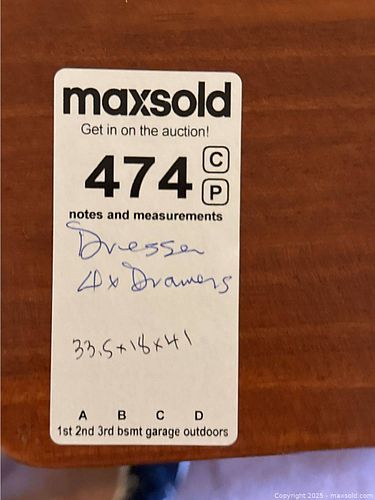 maxsold
Get in on the auction!
474 C
P
notes and measurements
Dresser
4x Drawers
33.5x18x41
A B C D
1st 2nd 3rd bsmt garage outdoors
Copyright 2025 - maxsold.com